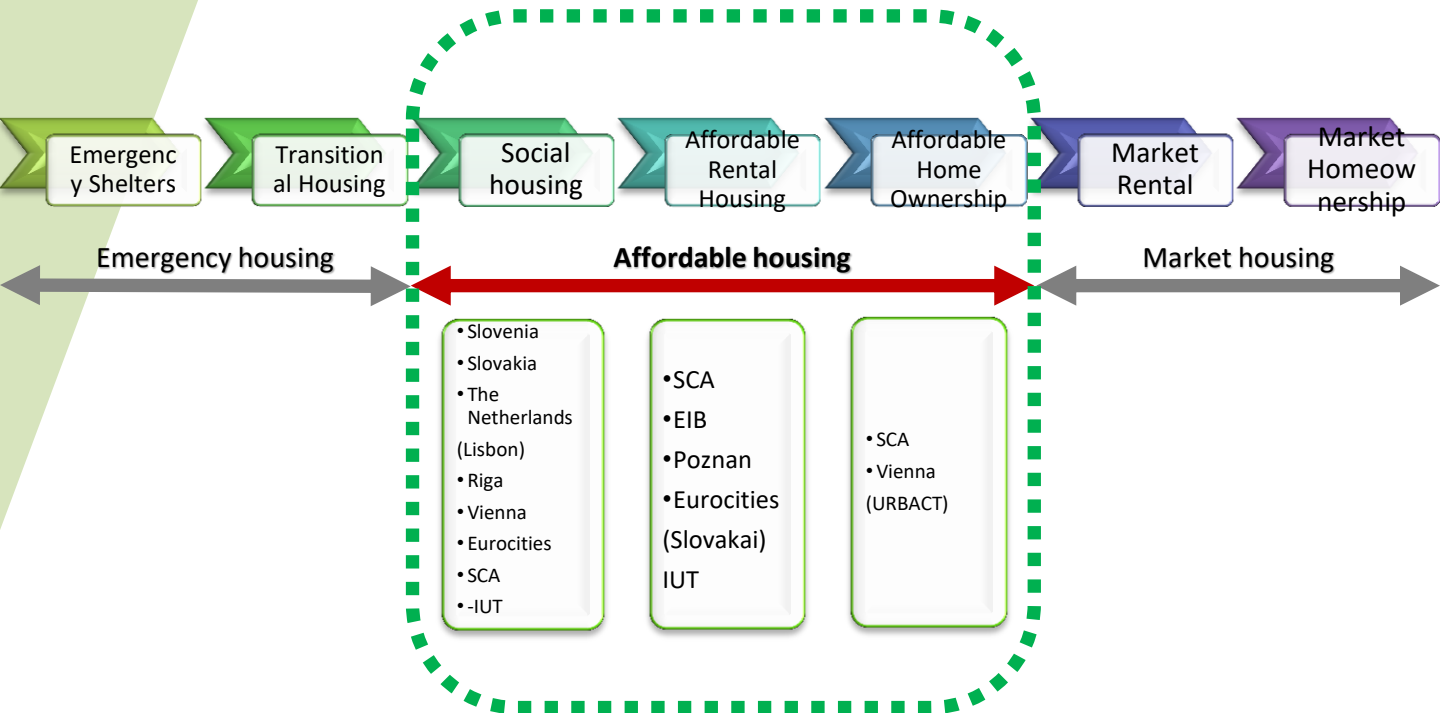 Emergenc
y Shelters
Transition
al Housing
Social
housing
Affordable
Rental
Housing
Affordable
Home
Ownership
Market
Rental
Market
Homeow
nership
Emergency housing
Affordable housing
Market housing
• Slovenia
• Slovakia
• The
Netherlands
(Lisbon)
• Riga
• Vienna
• Eurocities
• SCA
• -IUT
•SCA
•EIB
•Poznan
•Eurocities
(Slovakai)
IUT
• SCA
• Vienna
(URBACT)